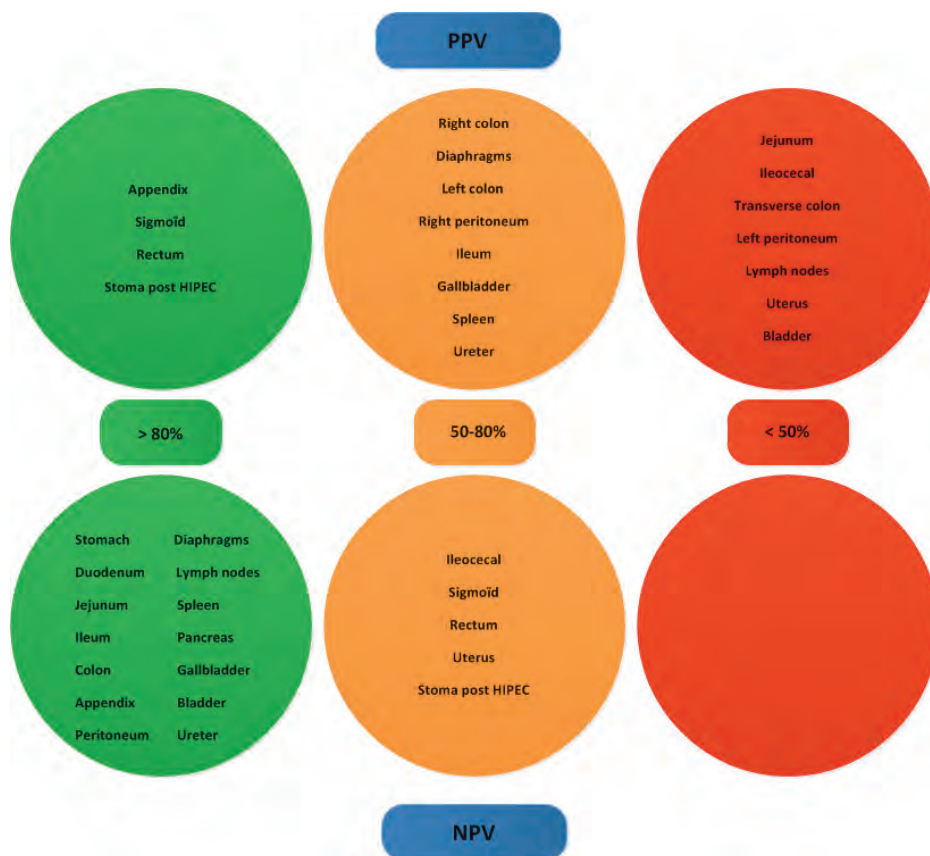 PPV
Appendix
Sigmoïd
Rectum
Stoma post HIPEC
Right colon
Diaphragms
Left colon
Right peritoneum
Ileum
Gallbladder
Spleen
Ureter
Jejunum
Ileocecal
Transverse colon
Left peritoneum
Lymph nodes
Uterus
Bladder
> 80%
50-80%
< 50%
Stomach Diaphragms
Duodenum Lymph nodes
Jejunum Spleen
Ileum Pancreas
Colon Gallbladder
Appendix Bladder
Peritoneum Ureter
Ileocecal
Sigmoïd
Rectum
Uterus
Stoma post HIPEC
NPV